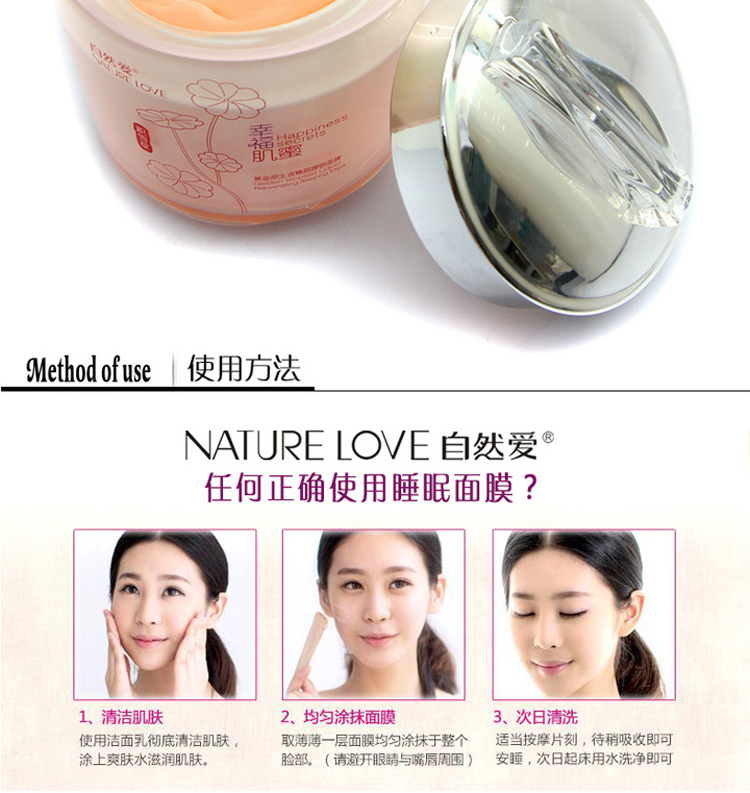 自然爱®
NATURE LOVE
幸福
肌蜜
Happiness
secrets
Rejuvenating Sleeping Mask
Method of use
使用方法
NATURE LOVE 自然爱®
任何正确使用睡眠面膜？
1、清洁肌肤
使用洁面乳彻底清洁肌肤，
涂上爽肤水滋润肌肤。
2、均匀涂抹面膜
取薄薄一层面膜均匀涂抹于整个
脸部。（请避开眼睛与嘴唇周围）
3、次日清洗
适当按摩片刻，待稍吸收即可
安睡，次日起床用水洗净即可